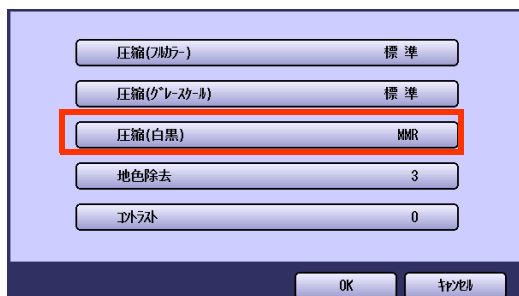 圧縮(ﾌﾙｶﾗｰ) 標 準
圧縮(ｸﾞﾚｰｽｹｰﾙ) 標 準
圧縮(白黒) MMR
地色除去 3
ｺﾝﾄﾗｽﾄ 0
OK ｷｬﾝｾﾙ